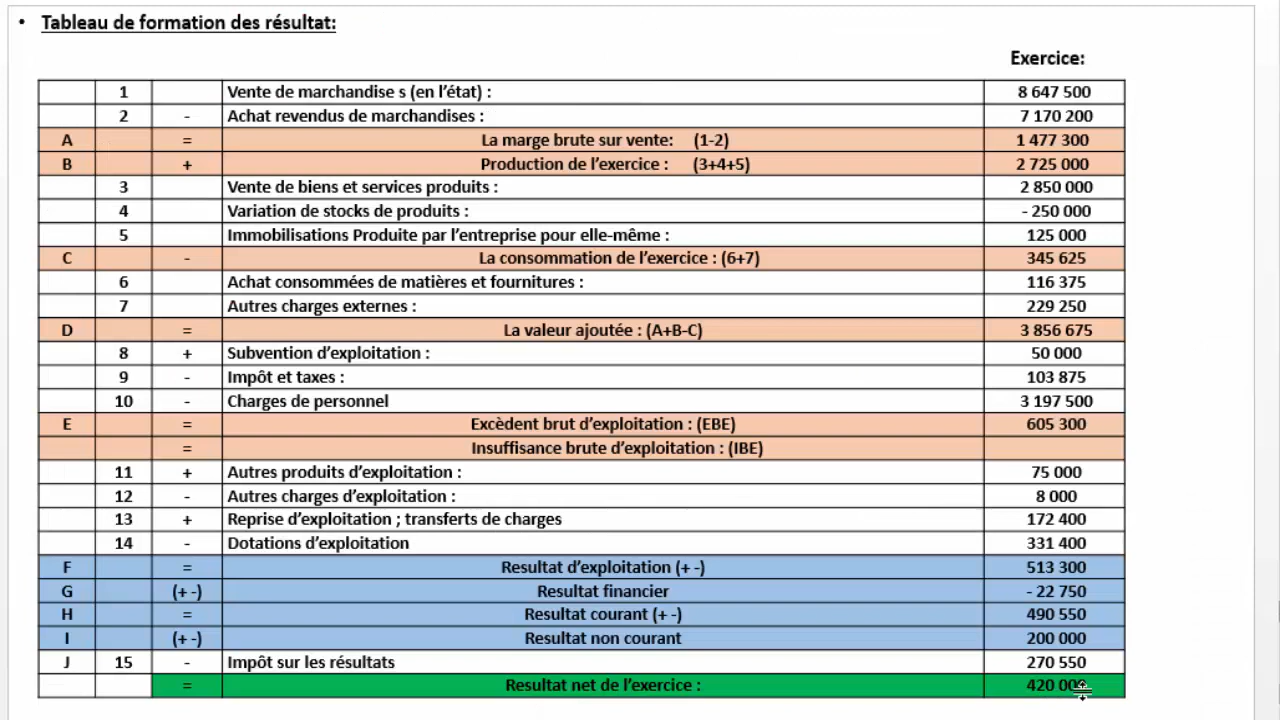 • Tableau de formation des résultat:
Exercice:
1 Vente de marchandise s (en l’état) : 8 647 500
2 - Achat revendus de marchandises : 7 170 200
A = La marge brute sur vente: (1-2) 1 477 300
B + Production de l’exercice : (3+4+5) 2 725 000
3 Vente de biens et services produits : 2 850 000
4 Variation de stocks de produits : - 250 000
5 Immobilisations Produite par l’entreprise pour elle-même : 125 000
C - La consommation de l’exercice : (6+7) 345 625
6 Achat consommées de matières et fournitures : 116 375
7 Autres charges externes : 229 250
D = La valeur ajoutée : (A+B-C) 3 856 675
8 + Subvention d’exploitation : 50 000
9 - Impôt et taxes : 103 875
10 - Charges de personnel 3 197 500
E = Excèdent brut d’exploitation : (EBE) 605 300
= Insuffisance brute d’exploitation : (IBE)
11 + Autres produits d’exploitation : 75 000
12 - Autres charges d’exploitation : 8 000
13 + Reprise d’exploitation ; transferts de charges 172 400
14 - Dotations d’exploitation 331 400
F = Resultat d’exploitation (+ -) 513 300
G (+ -) Resultat financier - 22 750
H = Resultat courant (+ -) 490 550
I (+ -) Resultat non courant 200 000
J 15 - Impôt sur les résultats 270 550
= Resultat net de l’exercice : 420 000